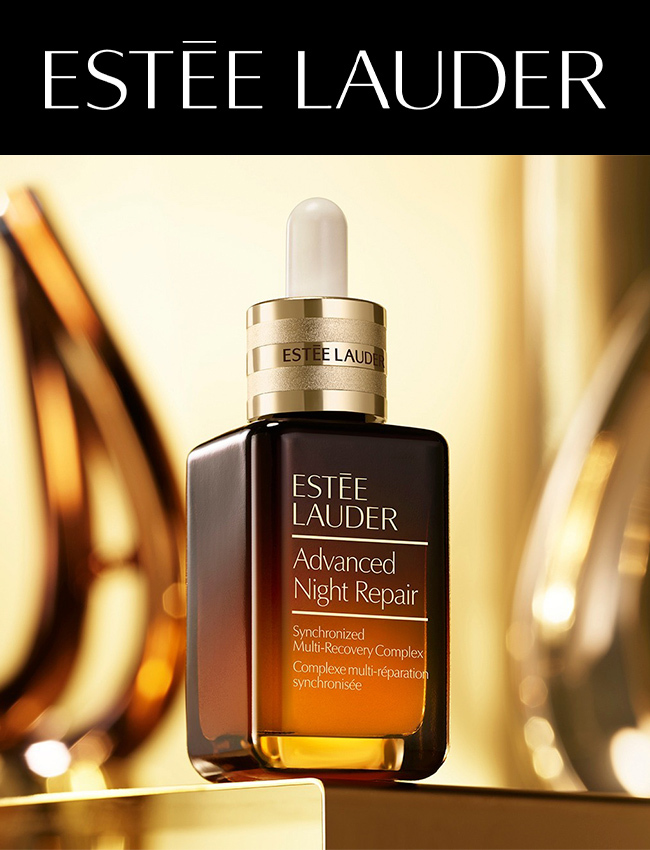 ESTĒE LAUDER
ESTĒE LAUDER
ESTĒE
LAUDER
Advanced
Night Repair
Synchronized
Multi-Recovery Complex
Complexe multi-réparation
synchronisée